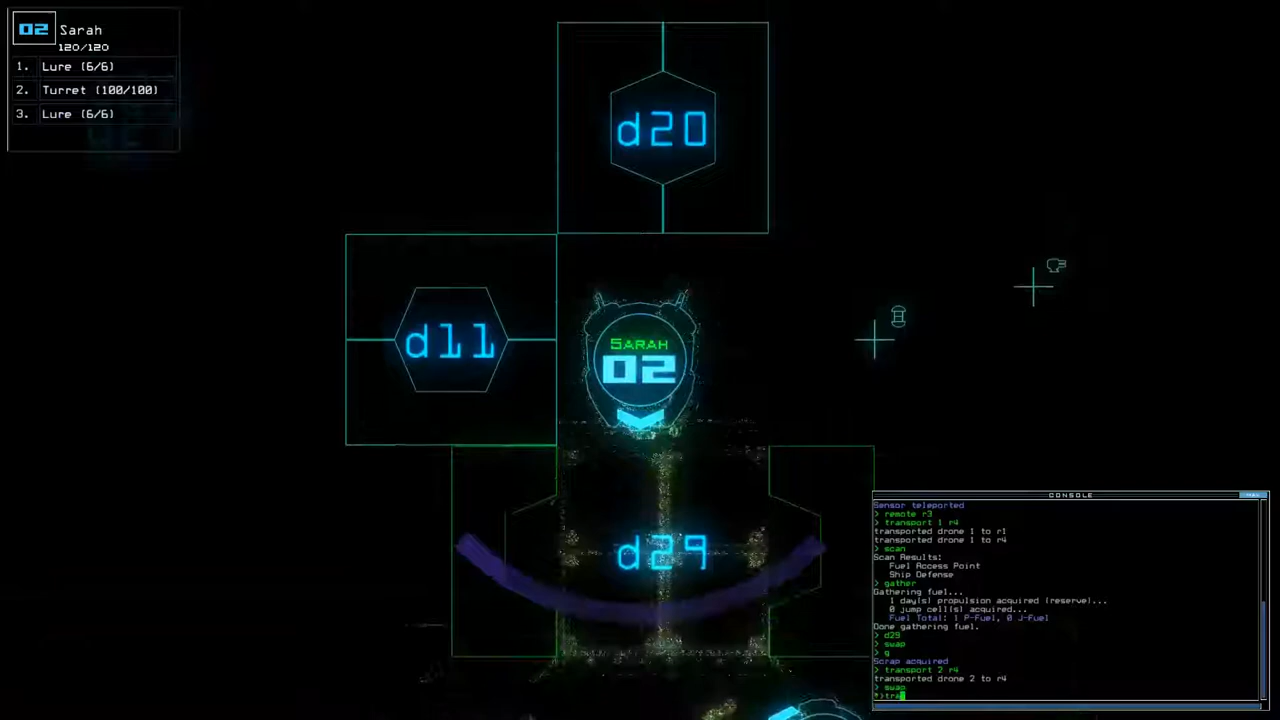 02 Sarah
120/120
1. Lure (6/6)
2. Turret (100/100)
3. Lure (6/6)
d20
d11
SARAH
02
d29
CONSOLE
Sensor teleported
> remote r3
> transport 1 r4
transported drone 1 to r1
transported drone 1 to r4
> scan
Scan Results:
Fuel Access Point
Ship Defense
> gather
Gathering fuel...
1 day(s) propulsion acquired (reserve)...
0 jump cell(s) acquired...
Fuel Total: 1 P-Fuel, 0 J-Fuel
Done gathering fuel.
> d29
> swap
> g
Scrap acquired
> transport 2 r4
transported drone 2 to r4
> swap
>tra